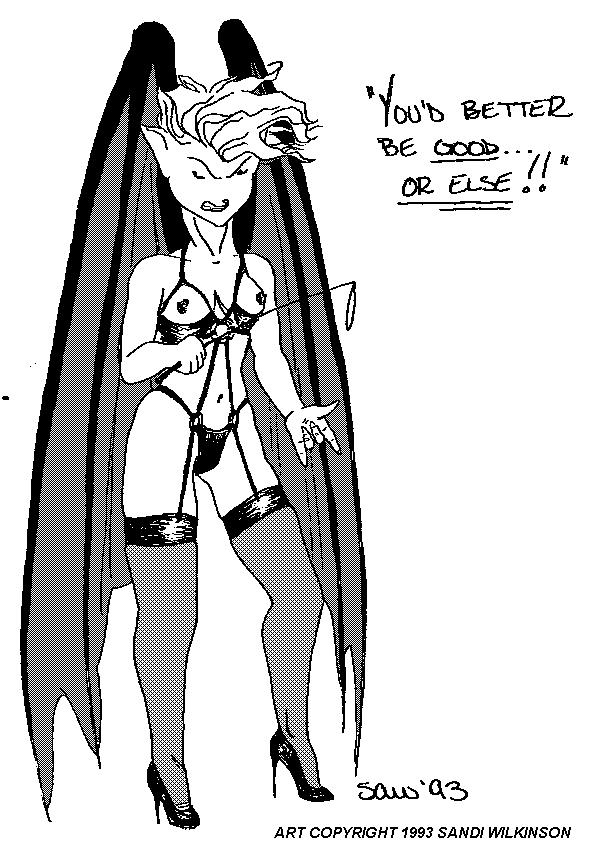 "YOU'D BETTER
BE GOOD...
OR ELSE!!"
SAW '93
ART COPYRIGHT 1993 SANDI WILKINSON